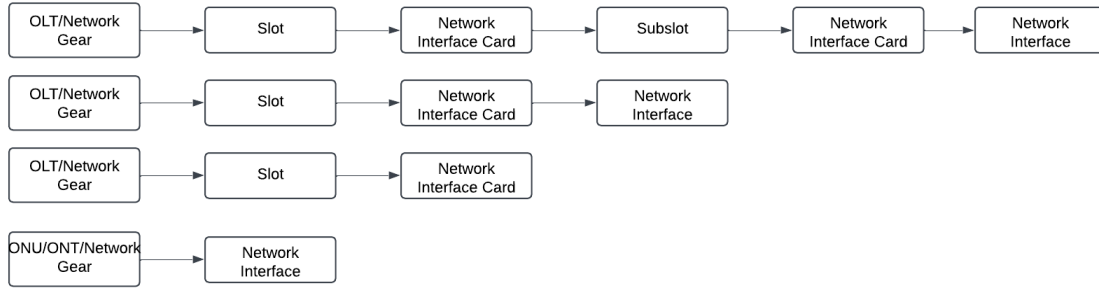 OLT/Network
Gear
Slot
Network
Interface Card
Subslot
Network
Interface Card
Network
Interface
OLT/Network
Gear
Slot
Network
Interface Card
Network
Interface
OLT/Network
Gear
Slot
Network
Interface Card
ONU/ONT/Network
Gear
Network
Interface